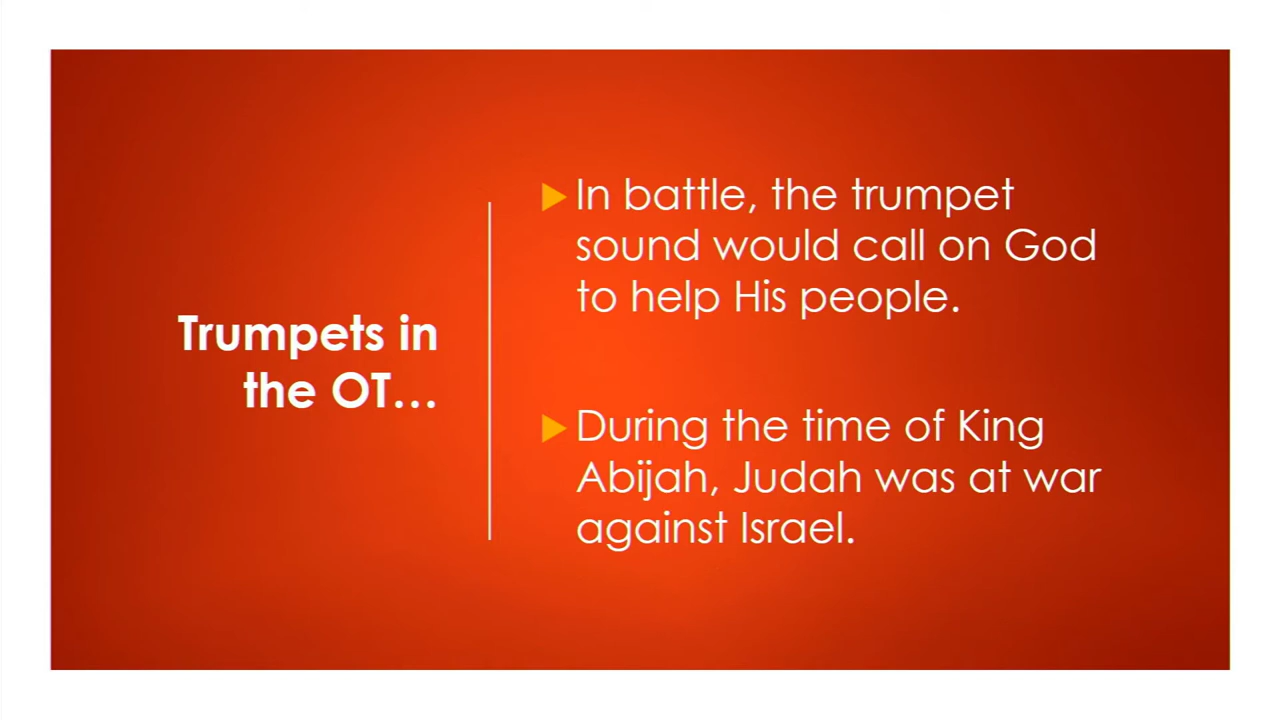 Trumpets in
the OT…
In battle, the trumpet
sound would call on God
to help His people.
During the time of King
Abijah, Judah was at war
against Israel.